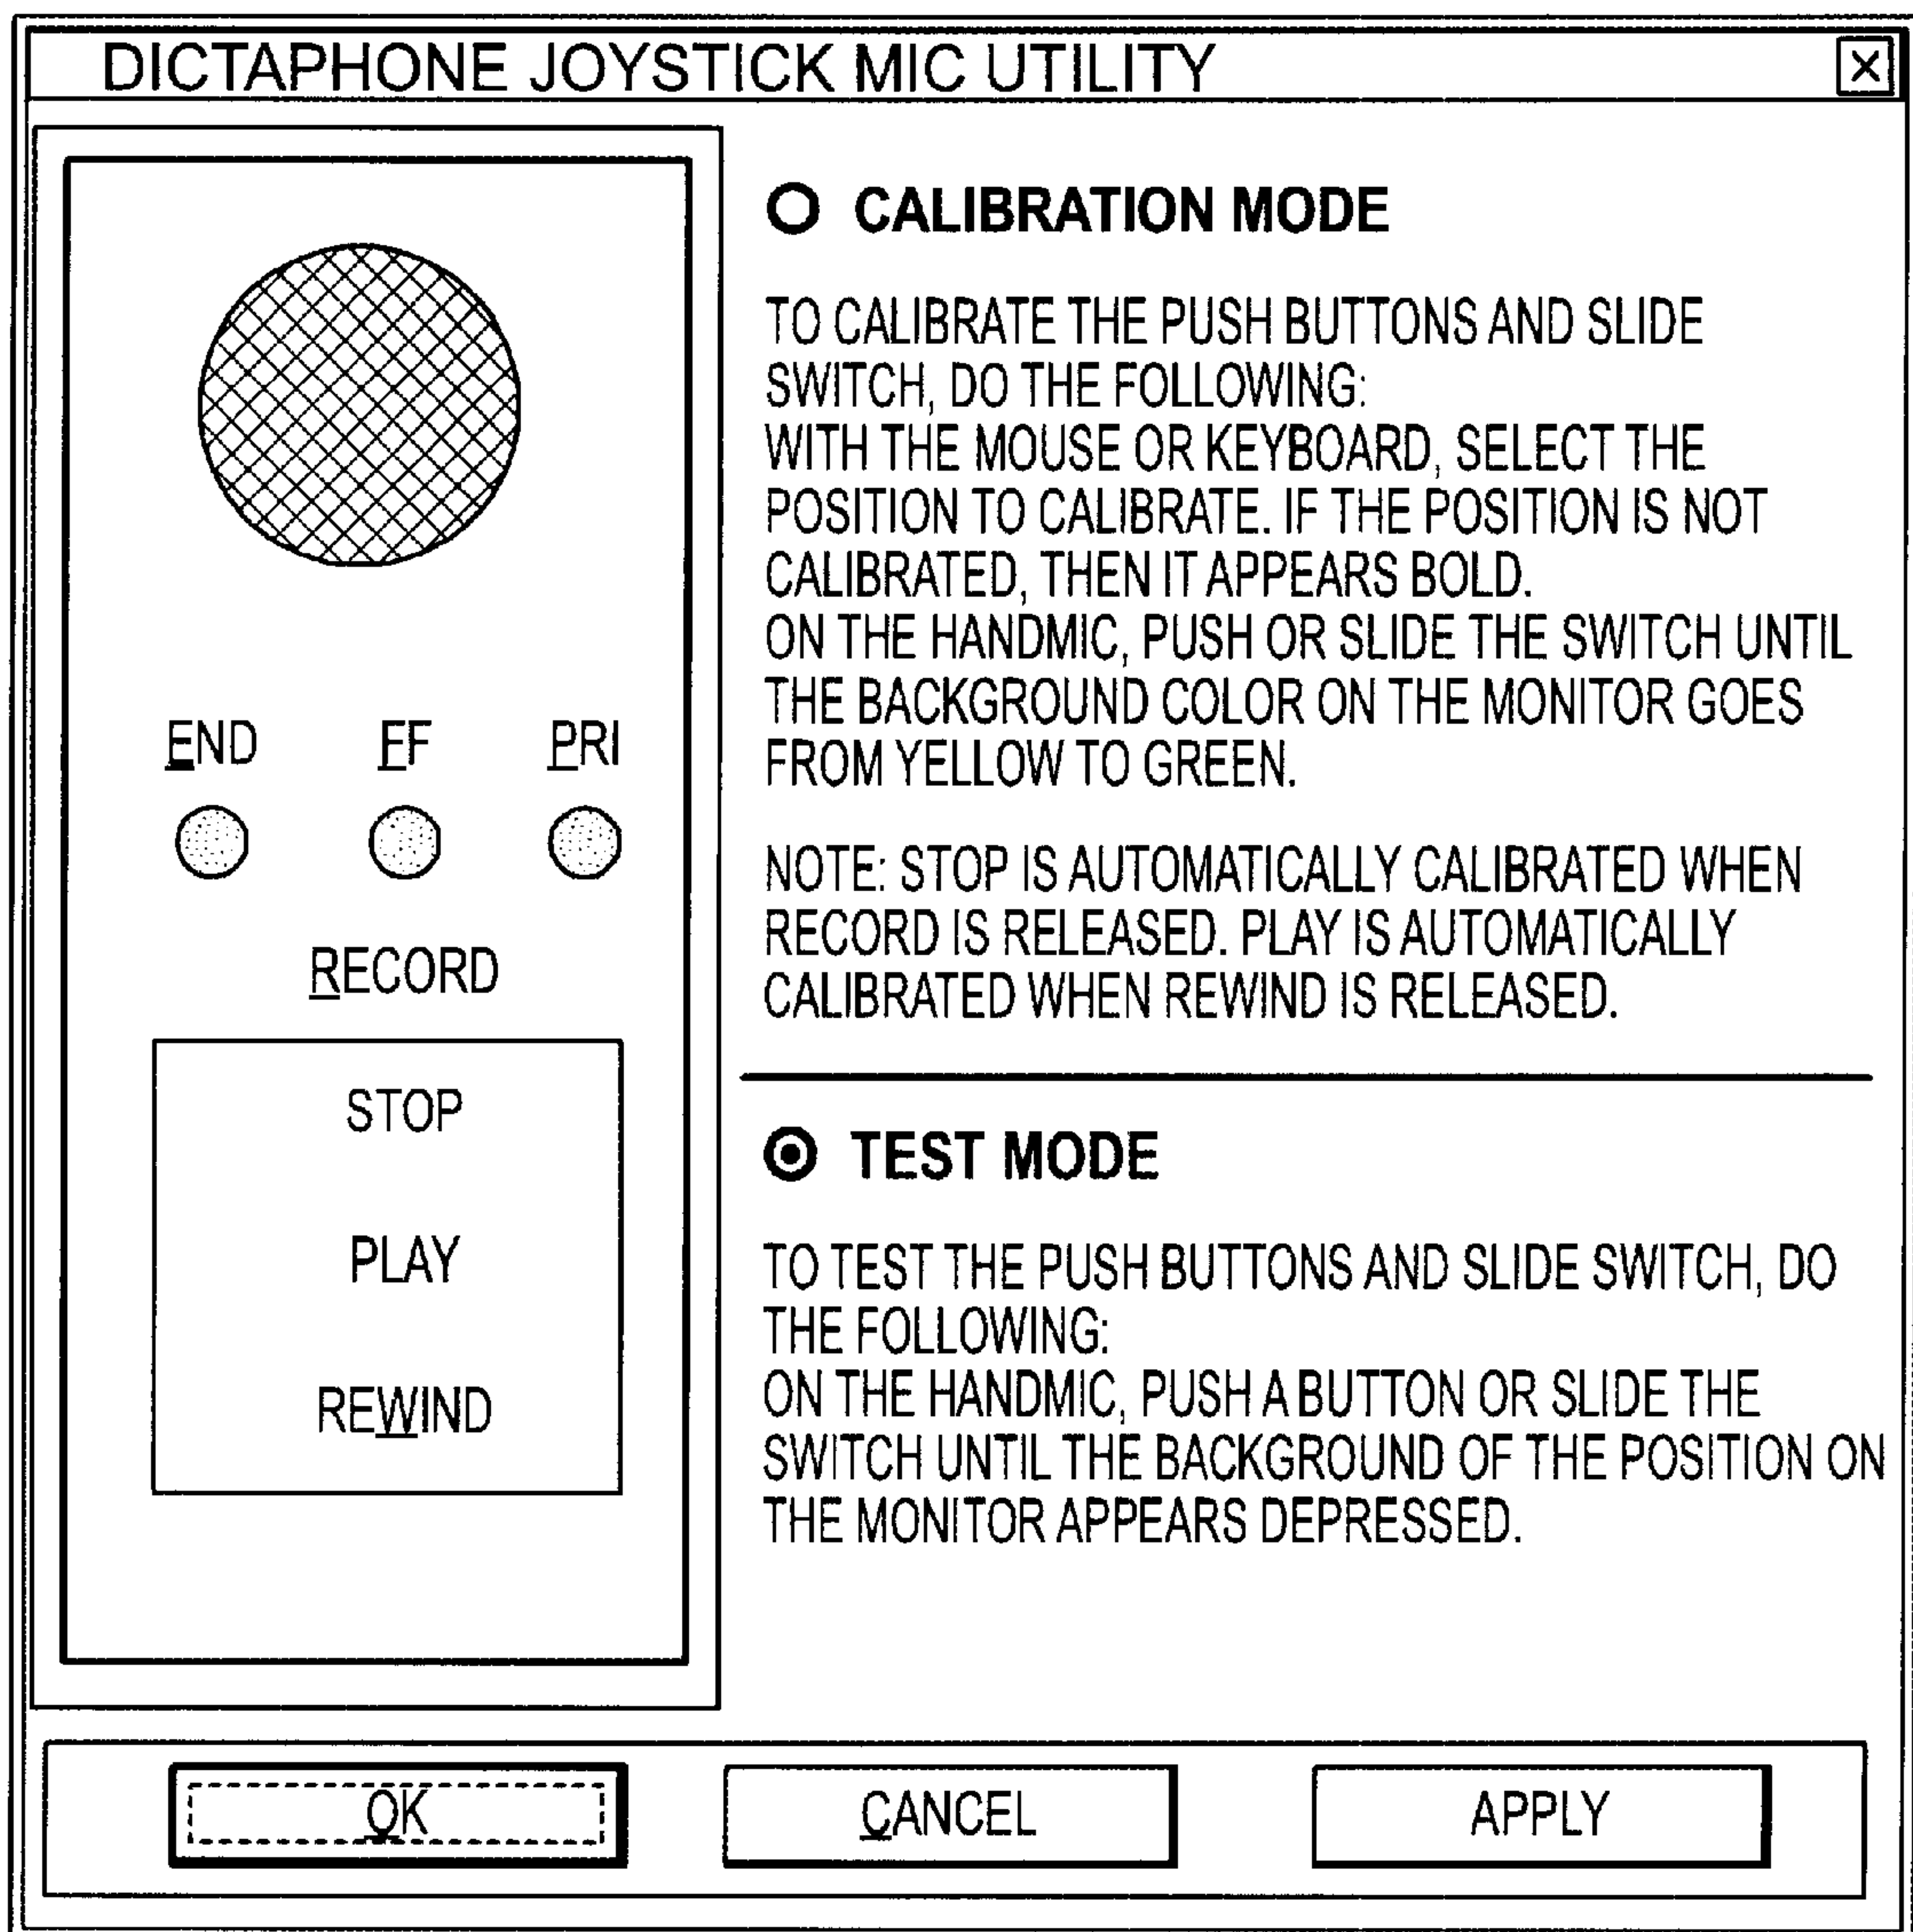 DICTAPHONE JOYSTICK MIC UTILITY
END FF PRI
RECORD
STOP
PLAY
REWIND
CALIBRATION MODE
TO CALIBRATE THE PUSH BUTTONS AND SLIDE
SWITCH, DO THE FOLLOWING:
WITH THE MOUSE OR KEYBOARD, SELECT THE
POSITION TO CALIBRATE. IF THE POSITION IS NOT
CALIBRATED, THEN IT APPEARS BOLD.
ON THE HANDMIC, PUSH OR SLIDE THE SWITCH UNTIL
THE BACKGROUND COLOR ON THE MONITOR GOES
FROM YELLOW TO GREEN.
NOTE: STOP IS AUTOMATICALLY CALIBRATED WHEN
RECORD IS RELEASED. PLAY IS AUTOMATICALLY
CALIBRATED WHEN REWIND IS RELEASED.
TEST MODE
TO TEST THE PUSH BUTTONS AND SLIDE SWITCH, DO
THE FOLLOWING:
ON THE HANDMIC, PUSH A BUTTON OR SLIDE THE
SWITCH UNTIL THE BACKGROUND OF THE POSITION ON
THE MONITOR APPEARS DEPRESSED.
OK CANCEL APPLY